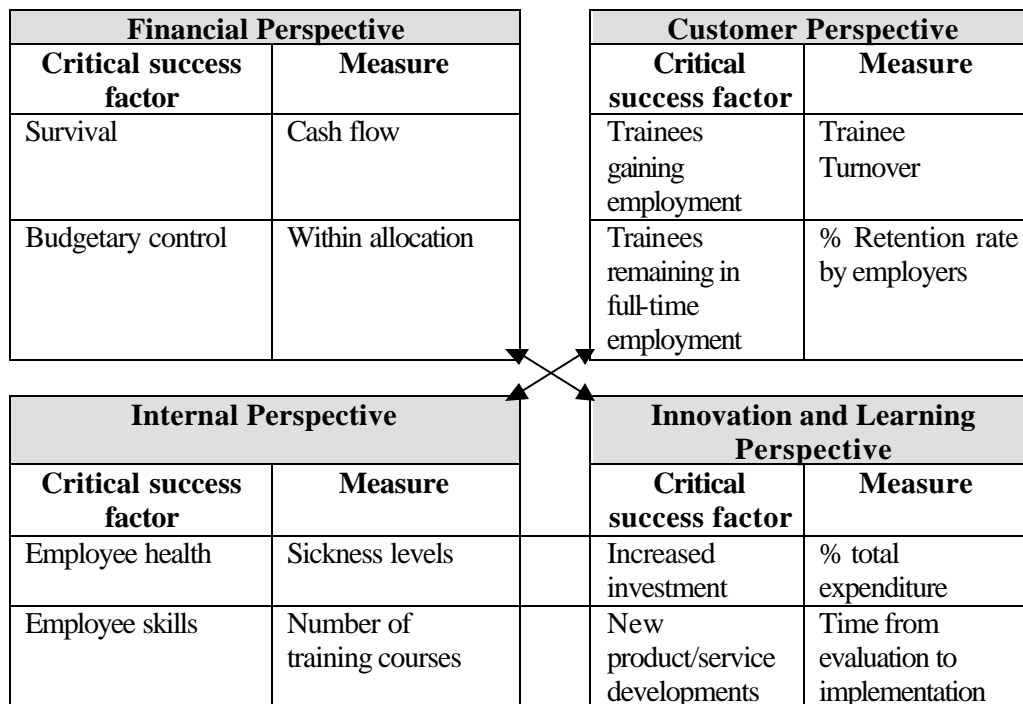 Financial Perspective
Critical success
factor
Measure
Survival
Cash flow
Budgetary control
Within allocation
Customer Perspective
Critical
success factor
Measure
Trainees
gaining
employment
Trainee
Turnover
Trainees
remaining in
full-time
employment
% Retention rate
by employers
Internal Perspective
Critical success
factor
Measure
Employee health
Sickness levels
Employee skills
Number of
training courses
Innovation and Learning
Perspective
Critical
success factor
Measure
Increased
investment
% total
expenditure
New
product/service
developments
Time from
evaluation to
implementation